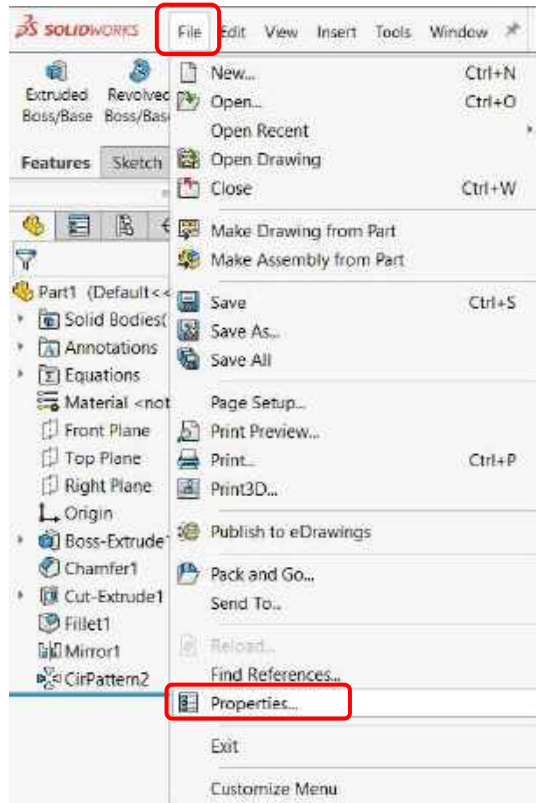 SOLIDWORKS File Edit View Insert Tools Window
Extruded Revolved
Boss/Base Boss/Bas
Features Sketch
Part1 (Default<<
Solid Bodies(
Annotations
Equations
Material <not
Front Plane
Top Plane
Right Plane
Origin
Boss-Extrude
Chamfer1
Cut-Extrude1
Fillet1
Mirror1
CirPattern2
New... Ctrl+N
Open... Ctrl+O
Open Recent
Open Drawing
Close Ctrl+W
Make Drawing from Part
Make Assembly from Part
Save Ctrl+S
Save As...
Save All
Page Setup...
Print Preview...
Print... Ctrl+P
Print3D...
Publish to eDrawings
Pack and Go...
Send To...
Reload...
Find References...
Properties...
Exit
Customize Menu